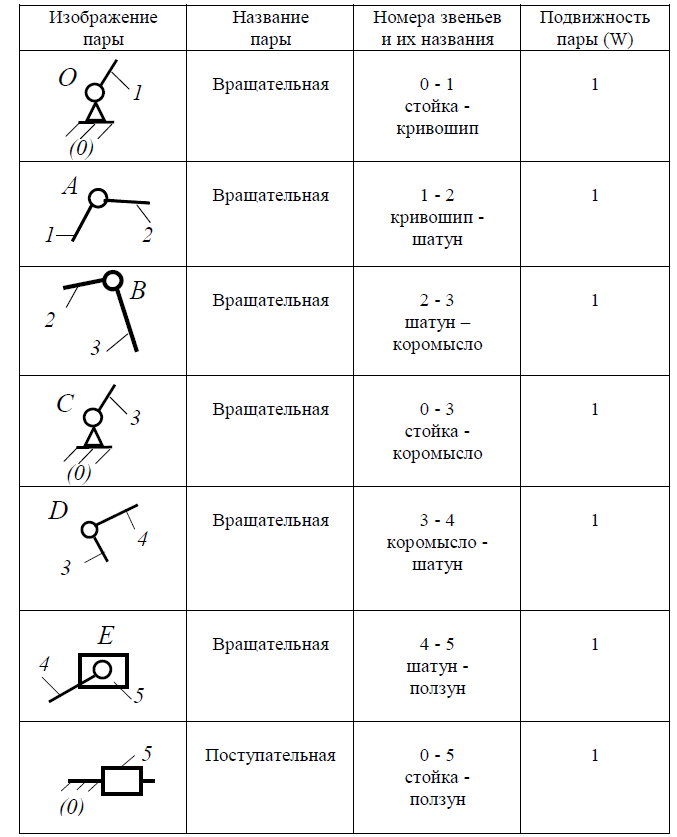 Изображение пары
Название пары
Номера звеньев и их названия
Подвижность пары (W)
O
1
(0)
Вращательная
0 - 1
стойка -
кривошип
1
A
1
2
Вращательная
1 - 2
кривошип -
шатун
1
2
B
3
Вращательная
2 - 3
шатун –
коромысло
1
C
3
(0)
Вращательная
0 - 3
стойка -
коромысло
1
D
4
3
Вращательная
3 - 4
коромысло -
шатун
1
E
4
5
Вращательная
4 - 5
шатун -
ползун
1
5
(0)
Поступательная
0 - 5
стойка -
ползун
1